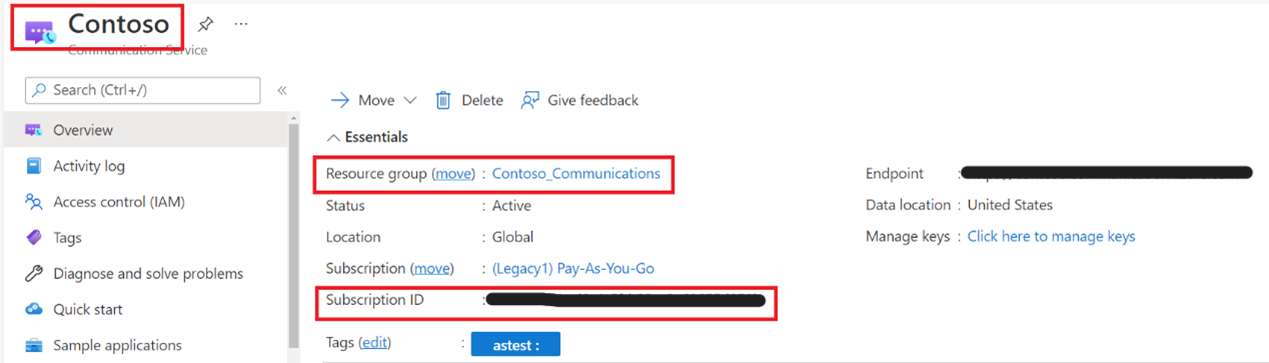 Contoso
Communication Service
Search (Ctrl+/)
Overview
Activity log
Access control (IAM)
Tags
Diagnose and solve problems
Quick start
Sample applications
Move
Delete
Give feedback
Essentials
Resource group (move) : Contoso_Communications
Status : Active
Location : Global
Subscription (move) : (Legacy1) Pay-As-You-Go
Subscription ID :
Tags (edit) : astest :
Endpoint :
Data location : United States
Manage keys : Click here to manage keys